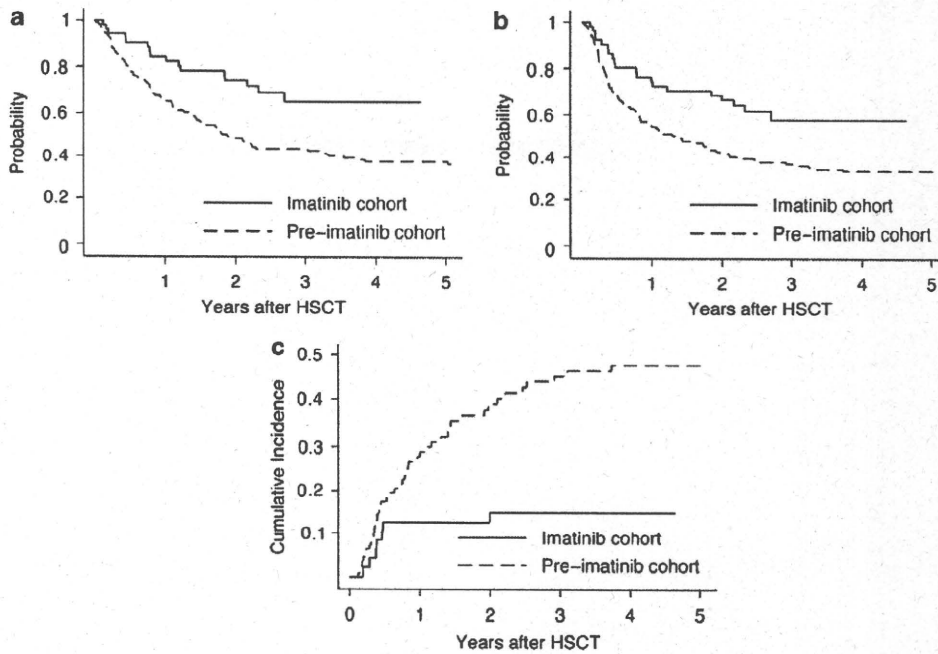 a
1
0.8
0.6
0.4
0.2
0
Probability
Imatinib cohort
Pre-imatinib cohort
1 2 3 4 5
Years after HSCT
b
1
0.8
0.6
0.4
0.2
0
Probability
Imatinib cohort
Pre-imatinib cohort
1 2 3 4 5
Years after HSCT
c
0.5
0.4
0.3
0.2
0.1
Cumulative Incidence
Imatinib cohort
Pre-imatinib cohort
0 1 2 3 4 5
Years after HSCT